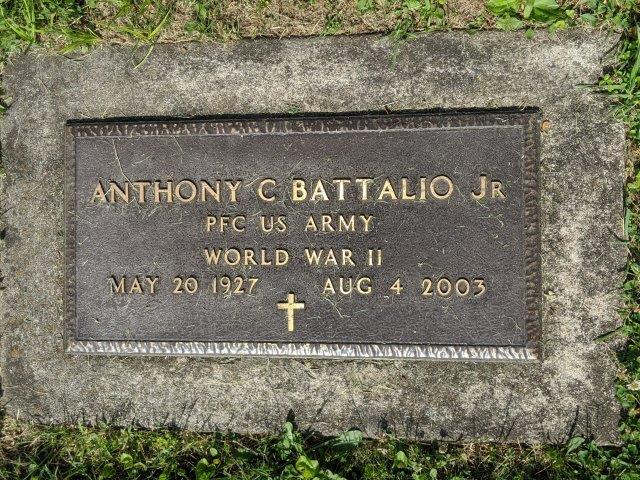 ANTHONY C BATTALIO JR
PFC US ARMY
WORLD WAR II
MAY 20 1927 AUG 4 2003